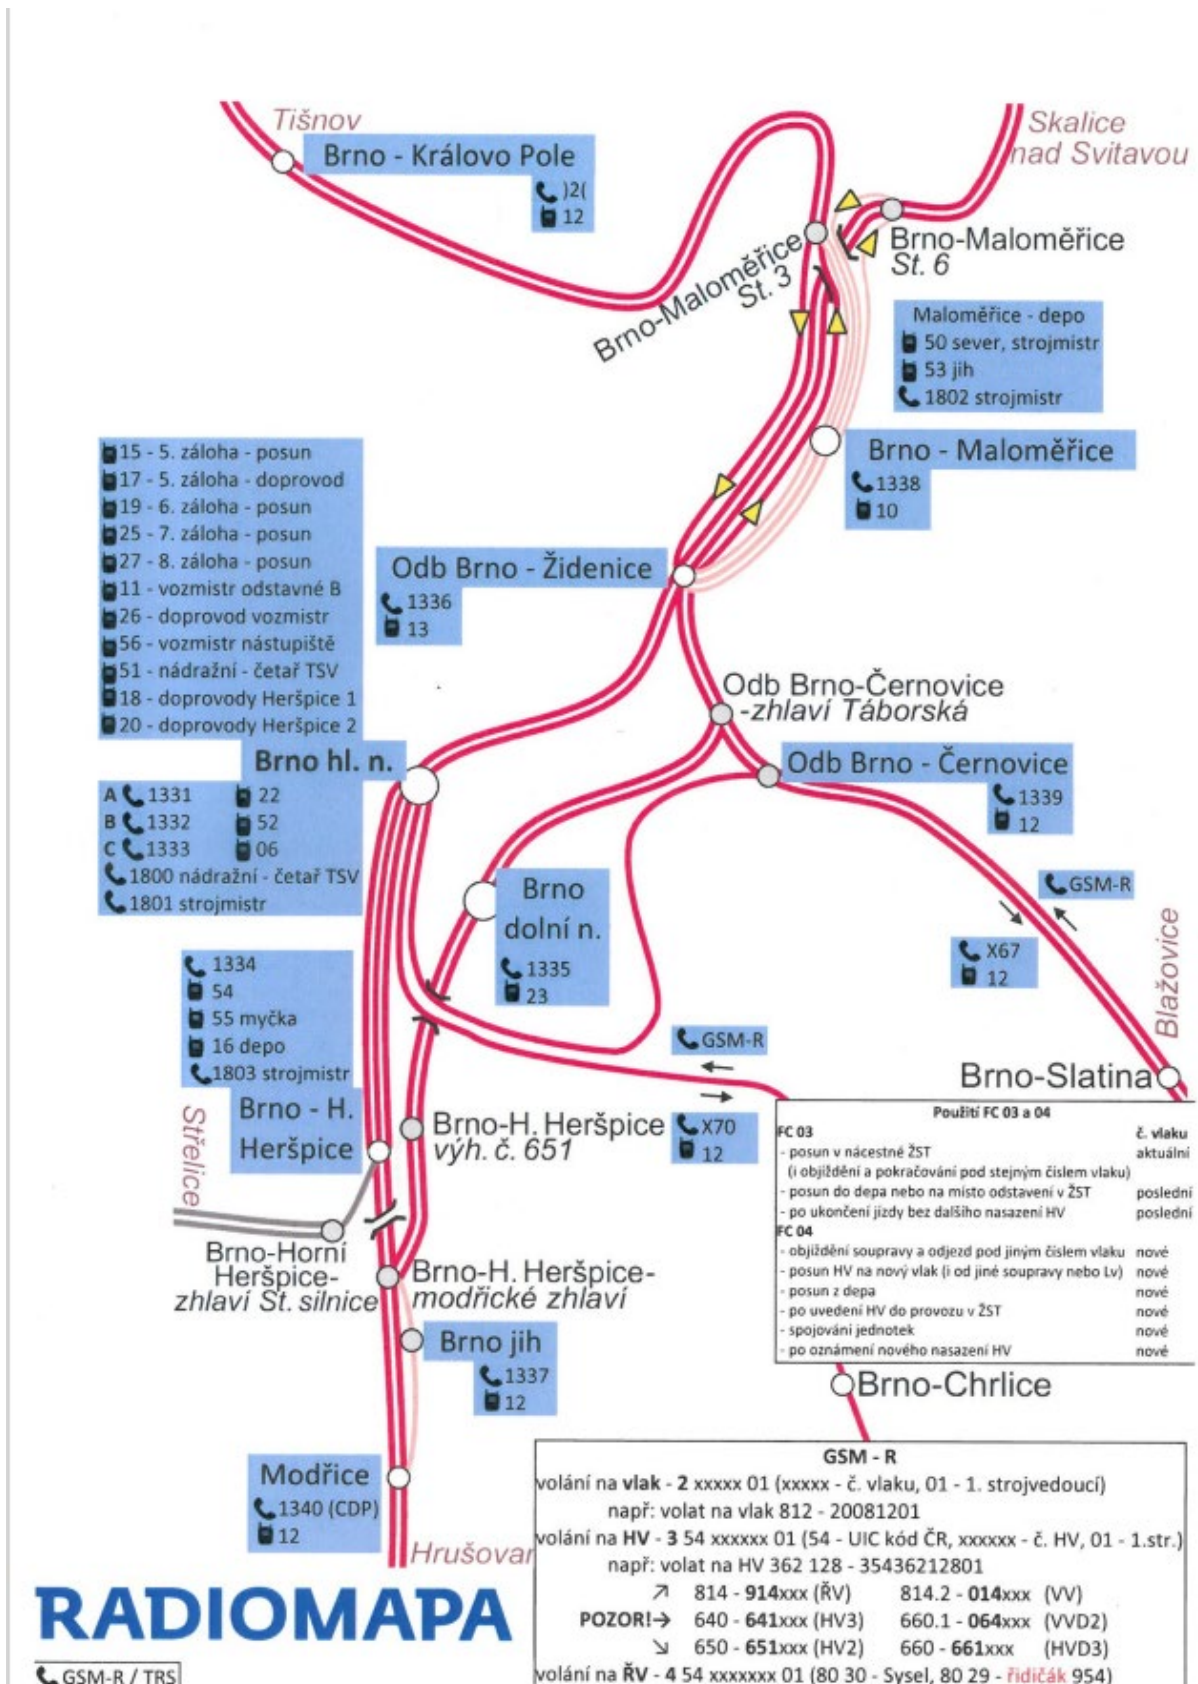 Tišnov
Skalice
nad Svitavou
Brno - Královo Pole
)2(
12
Brno-Maloměřice
St. 3
Brno-Maloměřice
St. 6
Maloměřice - depo
50 sever, strojmistr
53 jih
1802 strojmistr
Brno - Maloměřice
1338
10
15 - 5. záloha - posun
17 - 5. záloha - doprovod
19 - 6. záloha - posun
25 - 7. záloha - posun
27 - 8. záloha - posun
11 - vozmistr odstavné B
26 - doprovod vozmistr
56 - vozmistr nástupiště
51 - nádražní - četař TSV
18 - doprovody Heršpice 1
20 - doprovody Heršpice 2
Odb Brno - Židenice
1336
13
Odb Brno-Černovice
-zhlaví Táborská
Brno hl. n.
A 1331 22
B 1332 52
C 1333 06
1800 nádražní - četař TSV
1801 strojmistr
Odb Brno - Černovice
1339
12
GSM-R
X67
12
Blažovice
Brno-Slatina
Brno
dolní n.
1335
23
1334
54
55 myčka
16 depo
1803 strojmistr
Brno - H.
Heršpice
Střelice
GSM-R
X70
12
Brno-H. Heršpice
výh. č. 651
Brno-Horní
Heršpice-
zhlaví St. silnice
Brno-H. Heršpice-
modřické zhlaví
Brno jih
1337
12
Použití FC 03 a 04
FC 03 č. vlaku
- posun v nácestné ŽST aktuální
(i objiždění a pokračování pod stejným číslem vlaku)
- posun do depa nebo na místo odstavení v ŽST poslední
- po ukončení jízdy bez dalšího nasazení HV poslední
FC 04
- objiždění soupravy a odjezd pod jiným číslem vlaku nové
- posun HV na nový vlak (i od jiné soupravy nebo Lv) nové
- posun z depa nové
- po uvedení HV do provozu v ŽST nové
- spojování jednotek nové
- po oznámení nového nasazení HV nové
Brno-Chrlice
Modřice
1340 (CDP)
12
Hrušovan
GSM - R
volání na vlak - 2 xxxxx 01 (xxxxx - č. vlaku, 01 - 1. strojvedoucí)
např: volat na vlak 812 - 20081201
volání na HV - 3 54 xxxxxx 01 (54 - UIC kód ČR, xxxxxx - č. HV, 01 - 1.str.)
např: volat na HV 362 128 - 35436212801
↗ 814 - 914xxx (ŘV) 814.2 - 014xxx (VV)
POZOR!→ 640 - 641xxx (HV3) 660.1 - 064xxx (VVD2)
↘ 650 - 651xxx (HV2) 660 - 661xxx (HVD3)
volání na ŘV - 4 54 xxxxxxx 01 (80 30 - Sysel, 80 29 - řidičák 954)
RADIOMAPA
GSM-R / TRS